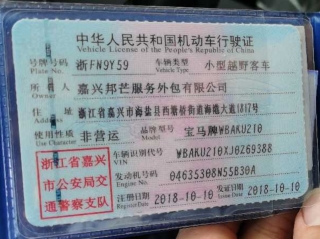 中华人民共和国机动车行驶证
Vehicle License of the People's Republic of China
号牌号码 浙FN9Y59 车辆类型 小型越野客车
Plate No. Vehicle Type
所有人 嘉兴邦芒服务外包有限公司
Owner
住址 浙江省嘉兴市海盐县西塘桥街道海港大道1817号
Address
使用性质 非营运 品牌型号 宝马牌WBAKU210
Use Character Model
浙江省嘉兴
市公安局交
通警察支队
车辆识别代号 WBAKU210XJ0Z69388
VIN
发动机号码 04635308N55B30A
Engine No.
注册日期 2018-10-10 发证日期 2018-10-10
Register Date Issue Date